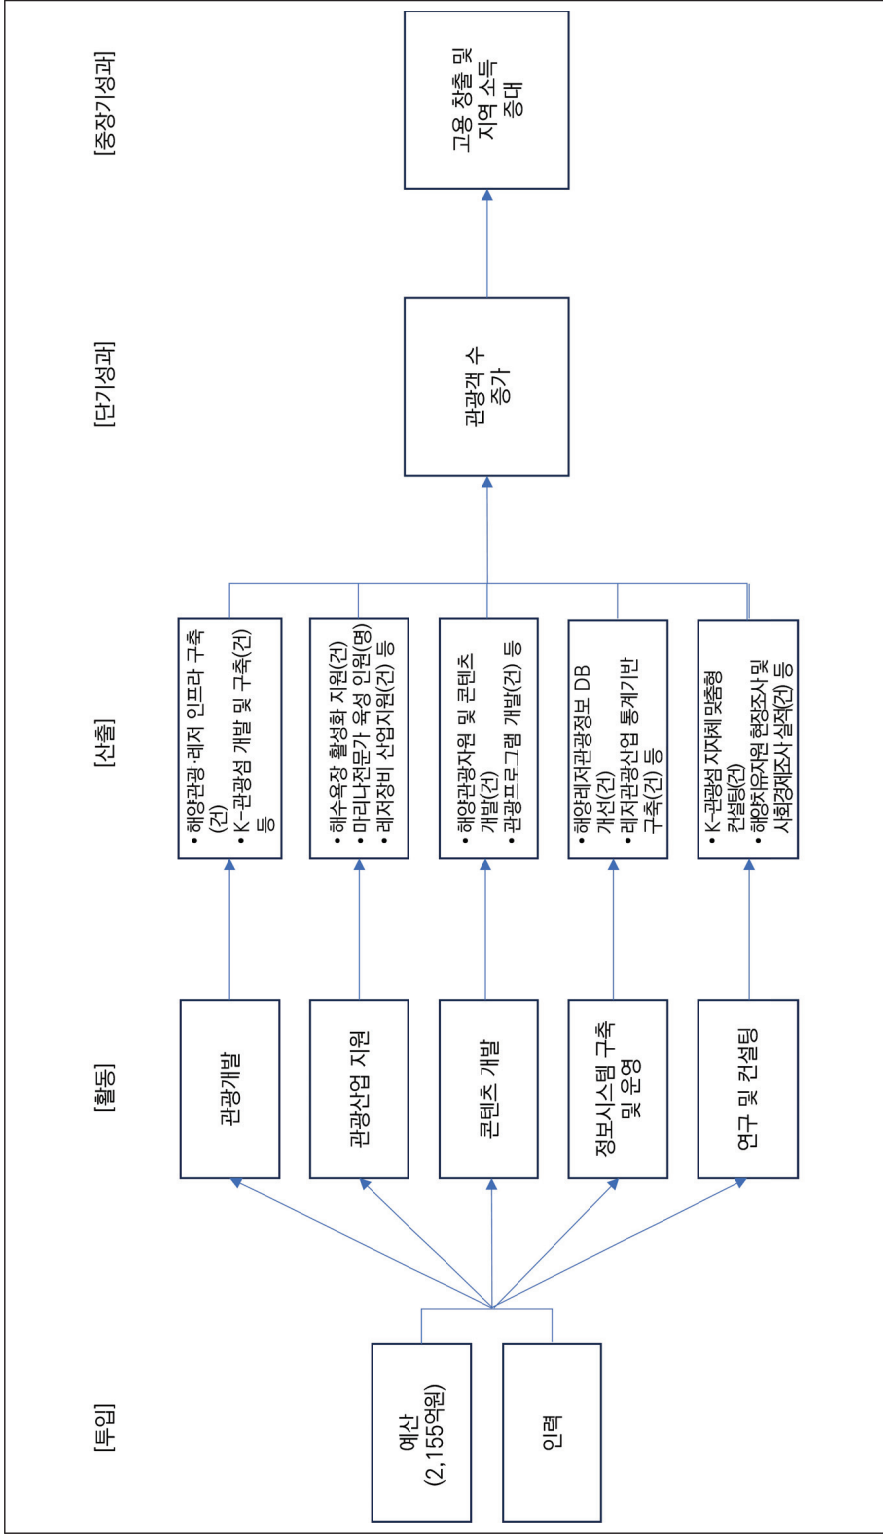 [투입]
[활동]
[산출]
[단기성과]
[중장기성과]
예산
(2,155억원)
인력
관광개발
관광산업 지원
콘텐츠 개발
정보시스템 구축
및 운영
연구 및 컨설팅
• 해양관광·레저 인프라 구축
(건)
• K-관광섬 개발 및 구축(건)
등
• 해수욕장 활성화 지원(건)
• 마리나전문가 육성 인원(명)
• 레저장비 산업지원(건) 등
• 해양관광자원 및 콘텐츠
개발(건)
• 관광프로그램 개발(건) 등
• 해양레저관광정보 DB
개선(건)
• 레저관광산업 통계기반
구축(건) 등
• K-관광섬 지자체 맞춤형
컨설팅(건)
• 해양치유자원 현장조사 및
사회경제조사 실적(건) 등
관광객 수
증가
고용 창출 및
지역 소득
증대